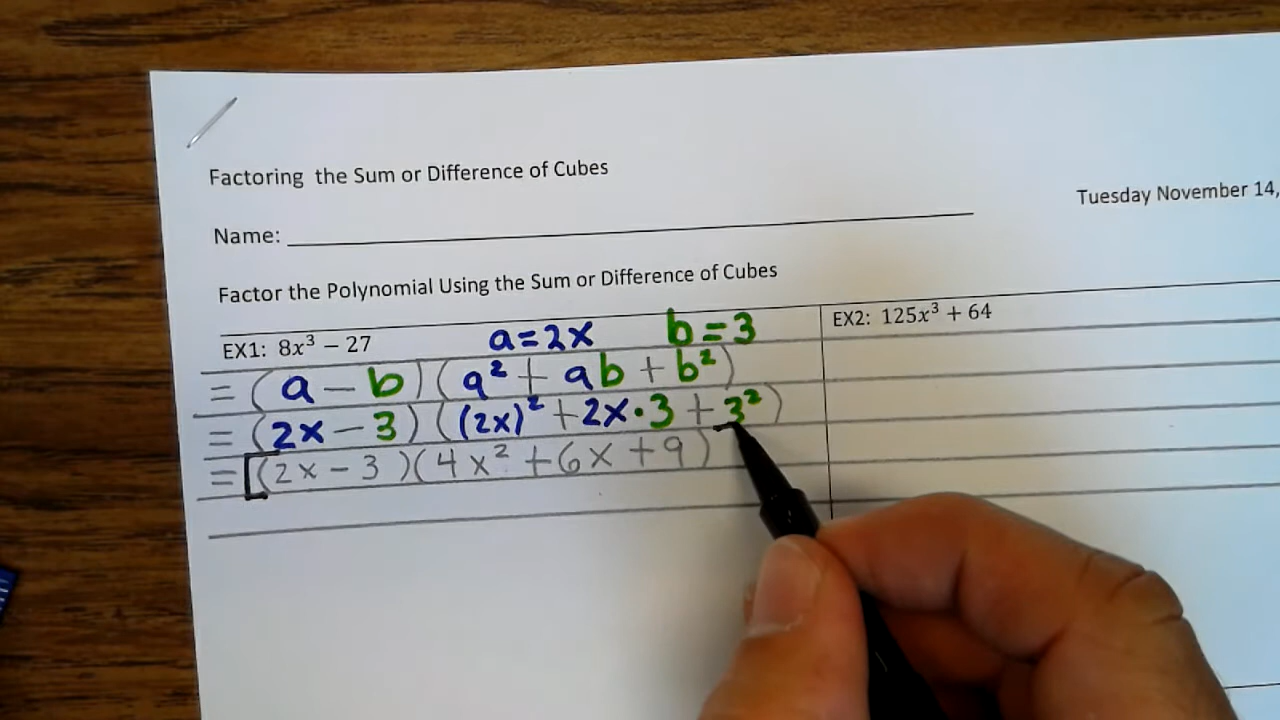 Factoring the Sum or Difference of Cubes
Tuesday November 14,
Name:
Factor the Polynomial Using the Sum or Difference of Cubes
EX1: 8x³ − 27 a=2x b=3
= (a − b)(a² + ab + b²)
= (2x − 3)((2x)² + 2x·3 + 3²)
= (2x − 3)(4x² + 6x + 9)
EX2: 125x³ + 64